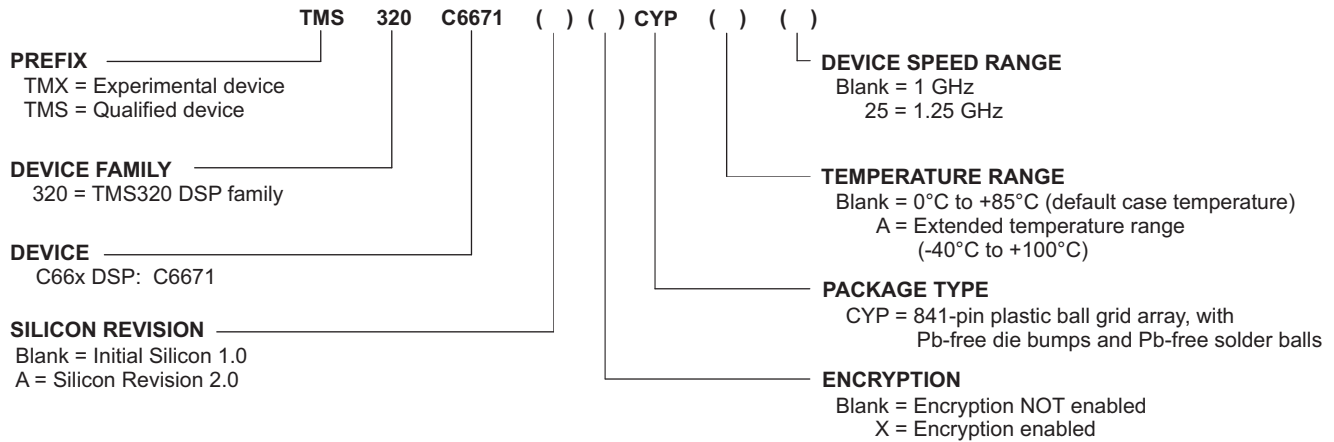 TMS 320 C6671 ( ) ( ) CYP ( ) ( )
PREFIX
TMX = Experimental device
TMS = Qualified device
DEVICE FAMILY
320 = TMS320 DSP family
DEVICE
C66x DSP: C6671
SILICON REVISION
Blank = Initial Silicon 1.0
A = Silicon Revision 2.0
DEVICE SPEED RANGE
Blank = 1 GHz
25 = 1.25 GHz
TEMPERATURE RANGE
Blank = 0°C to +85°C (default case temperature)
A = Extended temperature range
(-40°C to +100°C)
PACKAGE TYPE
CYP = 841-pin plastic ball grid array, with
Pb-free die bumps and Pb-free solder balls
ENCRYPTION
Blank = Encryption NOT enabled
X = Encryption enabled